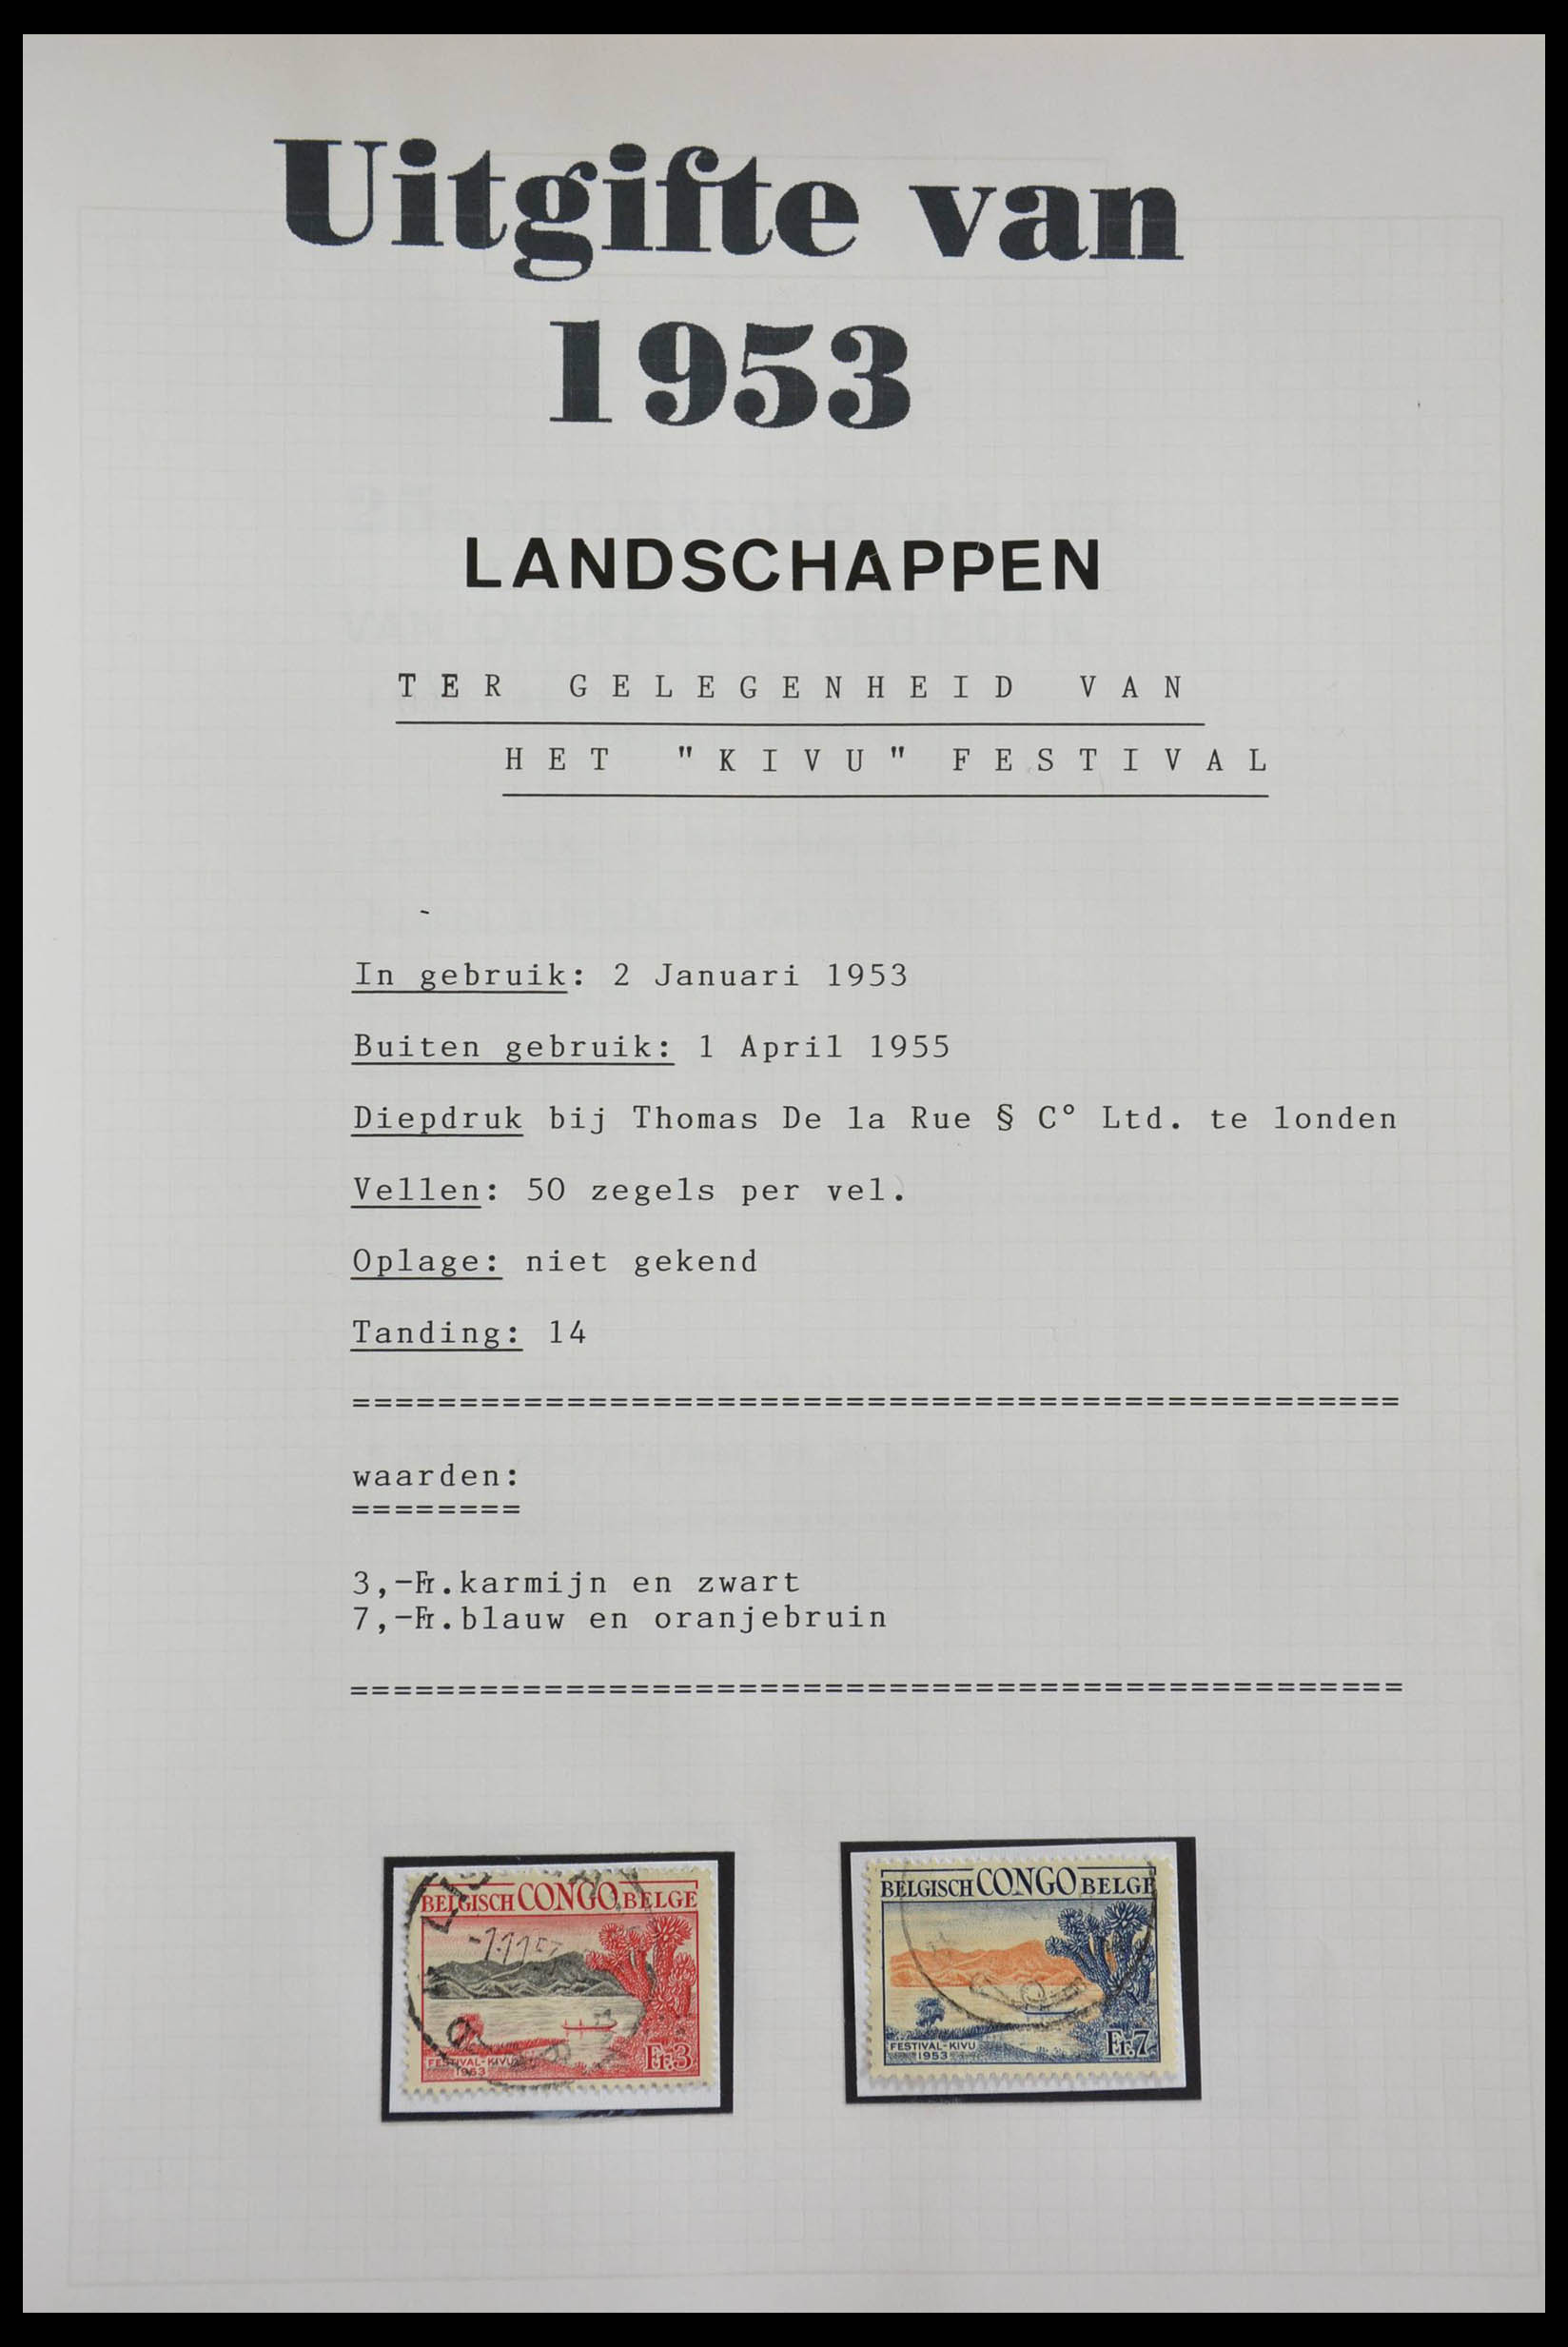 Uitgifte van
1953
LANDSCHAPPEN
TER GELEGENHEID VAN
HET "KIVU" FESTIVAL
In gebruik: 2 Januari 1953
Buiten gebruik: 1 April 1955
Diepdruk bij Thomas De la Rue § C° Ltd. te londen
Vellen: 50 zegels per vel.
Oplage: niet gekend
Tanding: 14
=================================================
waarden:
========
3,-Fr.karmijn en zwart
7,-Fr.blauw en oranjebruin
=================================================
BELGISCH CONGO BELGE
FESTIVAL-KIVU
1953
Fr.3
BELGISCH CONGO BELGE
FESTIVAL-KIVU
1953
Fr.7